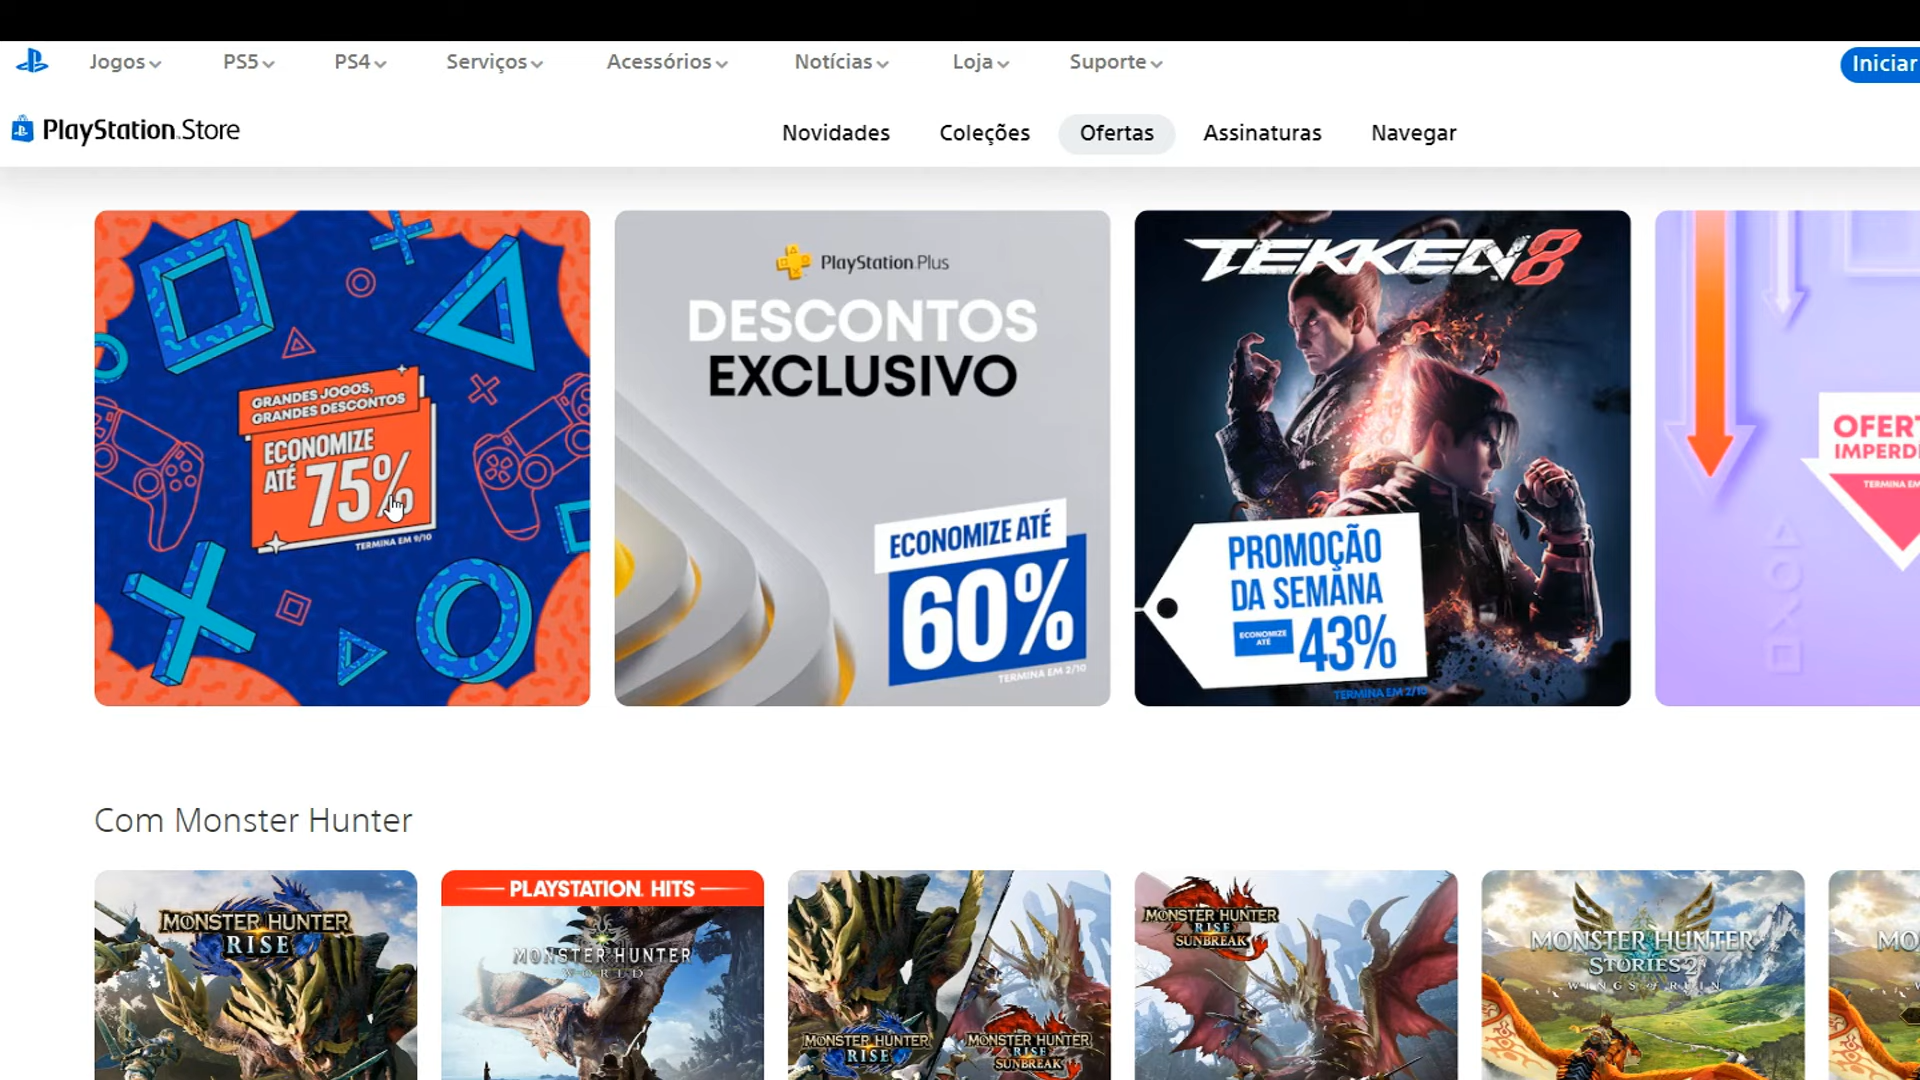 Jogos
PS5
PS4
Serviços
Acessórios
Notícias
Loja
Suporte
Iniciar
PlayStation Store
Novidades
Coleções
Ofertas
Assinaturas
Navegar
GRANDES JOGOS,
GRANDES DESCONTOS
ECONOMIZE
ATÉ 75%
TERMINA EM 9/10
PlayStation Plus
DESCONTOS
EXCLUSIVO
ECONOMIZE ATÉ
60%
TERMINA EM 2/10
TEKKEN 8
PROMOÇÃO
DA SEMANA
ECONOMIZE
ATÉ
43%
TERMINA EM 2/10
OFERT
IMPERDI
TERMINA EM
Com Monster Hunter
MONSTER HUNTER
RISE
PLAYSTATION HITS
MONSTER HUNTER
WORLD
MONSTER HUNTER
RISE
MONSTER HUNTER
RISE
SUNBREAK
MONSTER HUNTER
RISE
SUNBREAK
MONSTER HUNTER
STORIES 2
WINGS of RUIN
MO